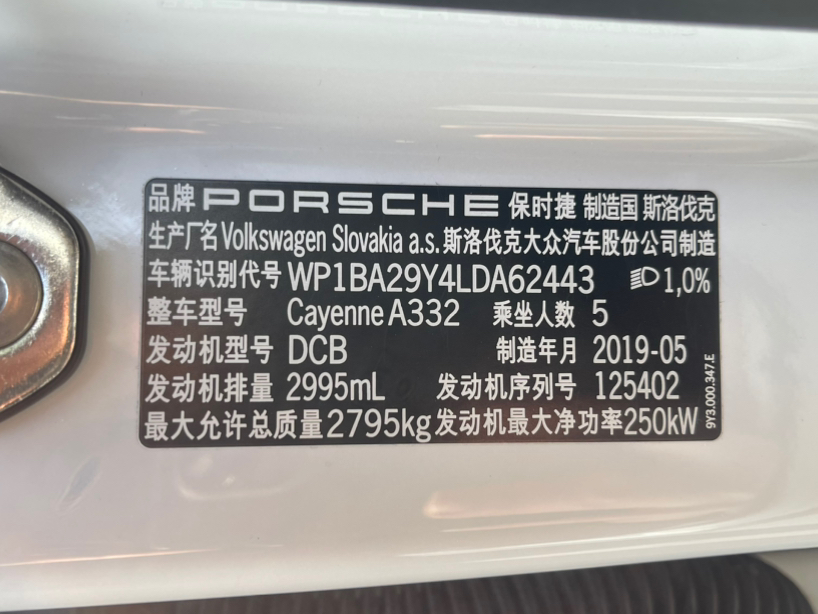 品牌 PORSCHE 保时捷 制造国 斯洛伐克
生产厂名 Volkswagen Slovakia a.s. 斯洛伐克大众汽车股份公司制造
车辆识别代号 WP1BA29Y4LDA62443 1,0%
整车型号 Cayenne A332 乘坐人数 5
发动机型号 DCB 制造年月 2019-05
发动机排量 2995mL 发动机序列号 125402
最大允许总质量 2795kg 发动机最大净功率 250kW
9Y3.000.347.E